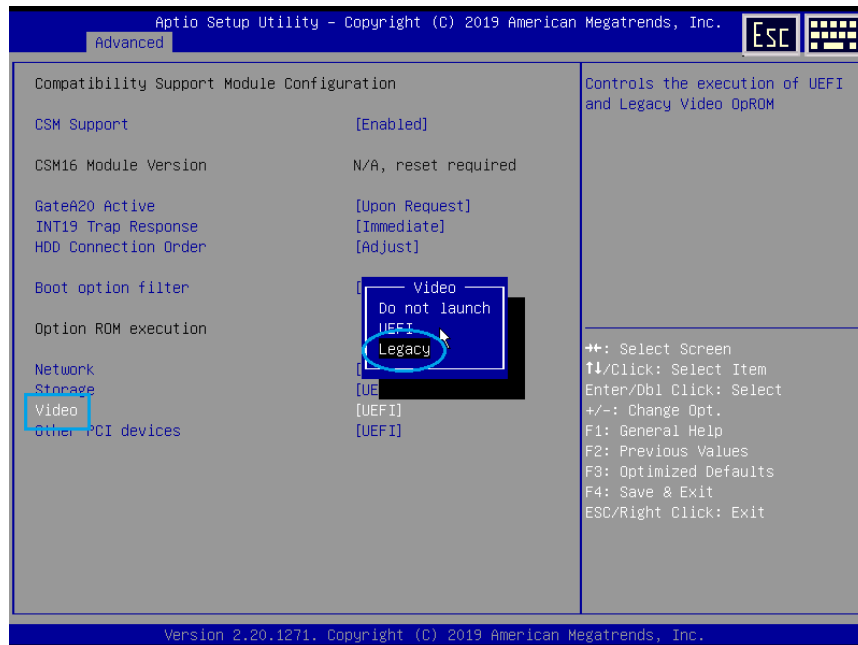 Aptio Setup Utility – Copyright (C) 2019 American Megatrends, Inc.
Esc
Advanced
Compatibility Support Module Configuration
CSM Support [Enabled]
CSM16 Module Version N/A, reset required
GateA20 Active [Upon Request]
INT19 Trap Response [Immediate]
HDD Connection Order [Adjust]
Boot option filter [
Option ROM execution
Network [
Storage [UE
Video [UEFI]
Other PCI devices [UEFI]
Video
Do not launch
UEFI
Legacy
Controls the execution of UEFI
and Legacy Video OpROM
→←: Select Screen
↑↓/Click: Select Item
Enter/Dbl Click: Select
+/-: Change Opt.
F1: General Help
F2: Previous Values
F3: Optimized Defaults
F4: Save & Exit
ESC/Right Click: Exit
Version 2.20.1271. Copyright (C) 2019 American Megatrends, Inc.